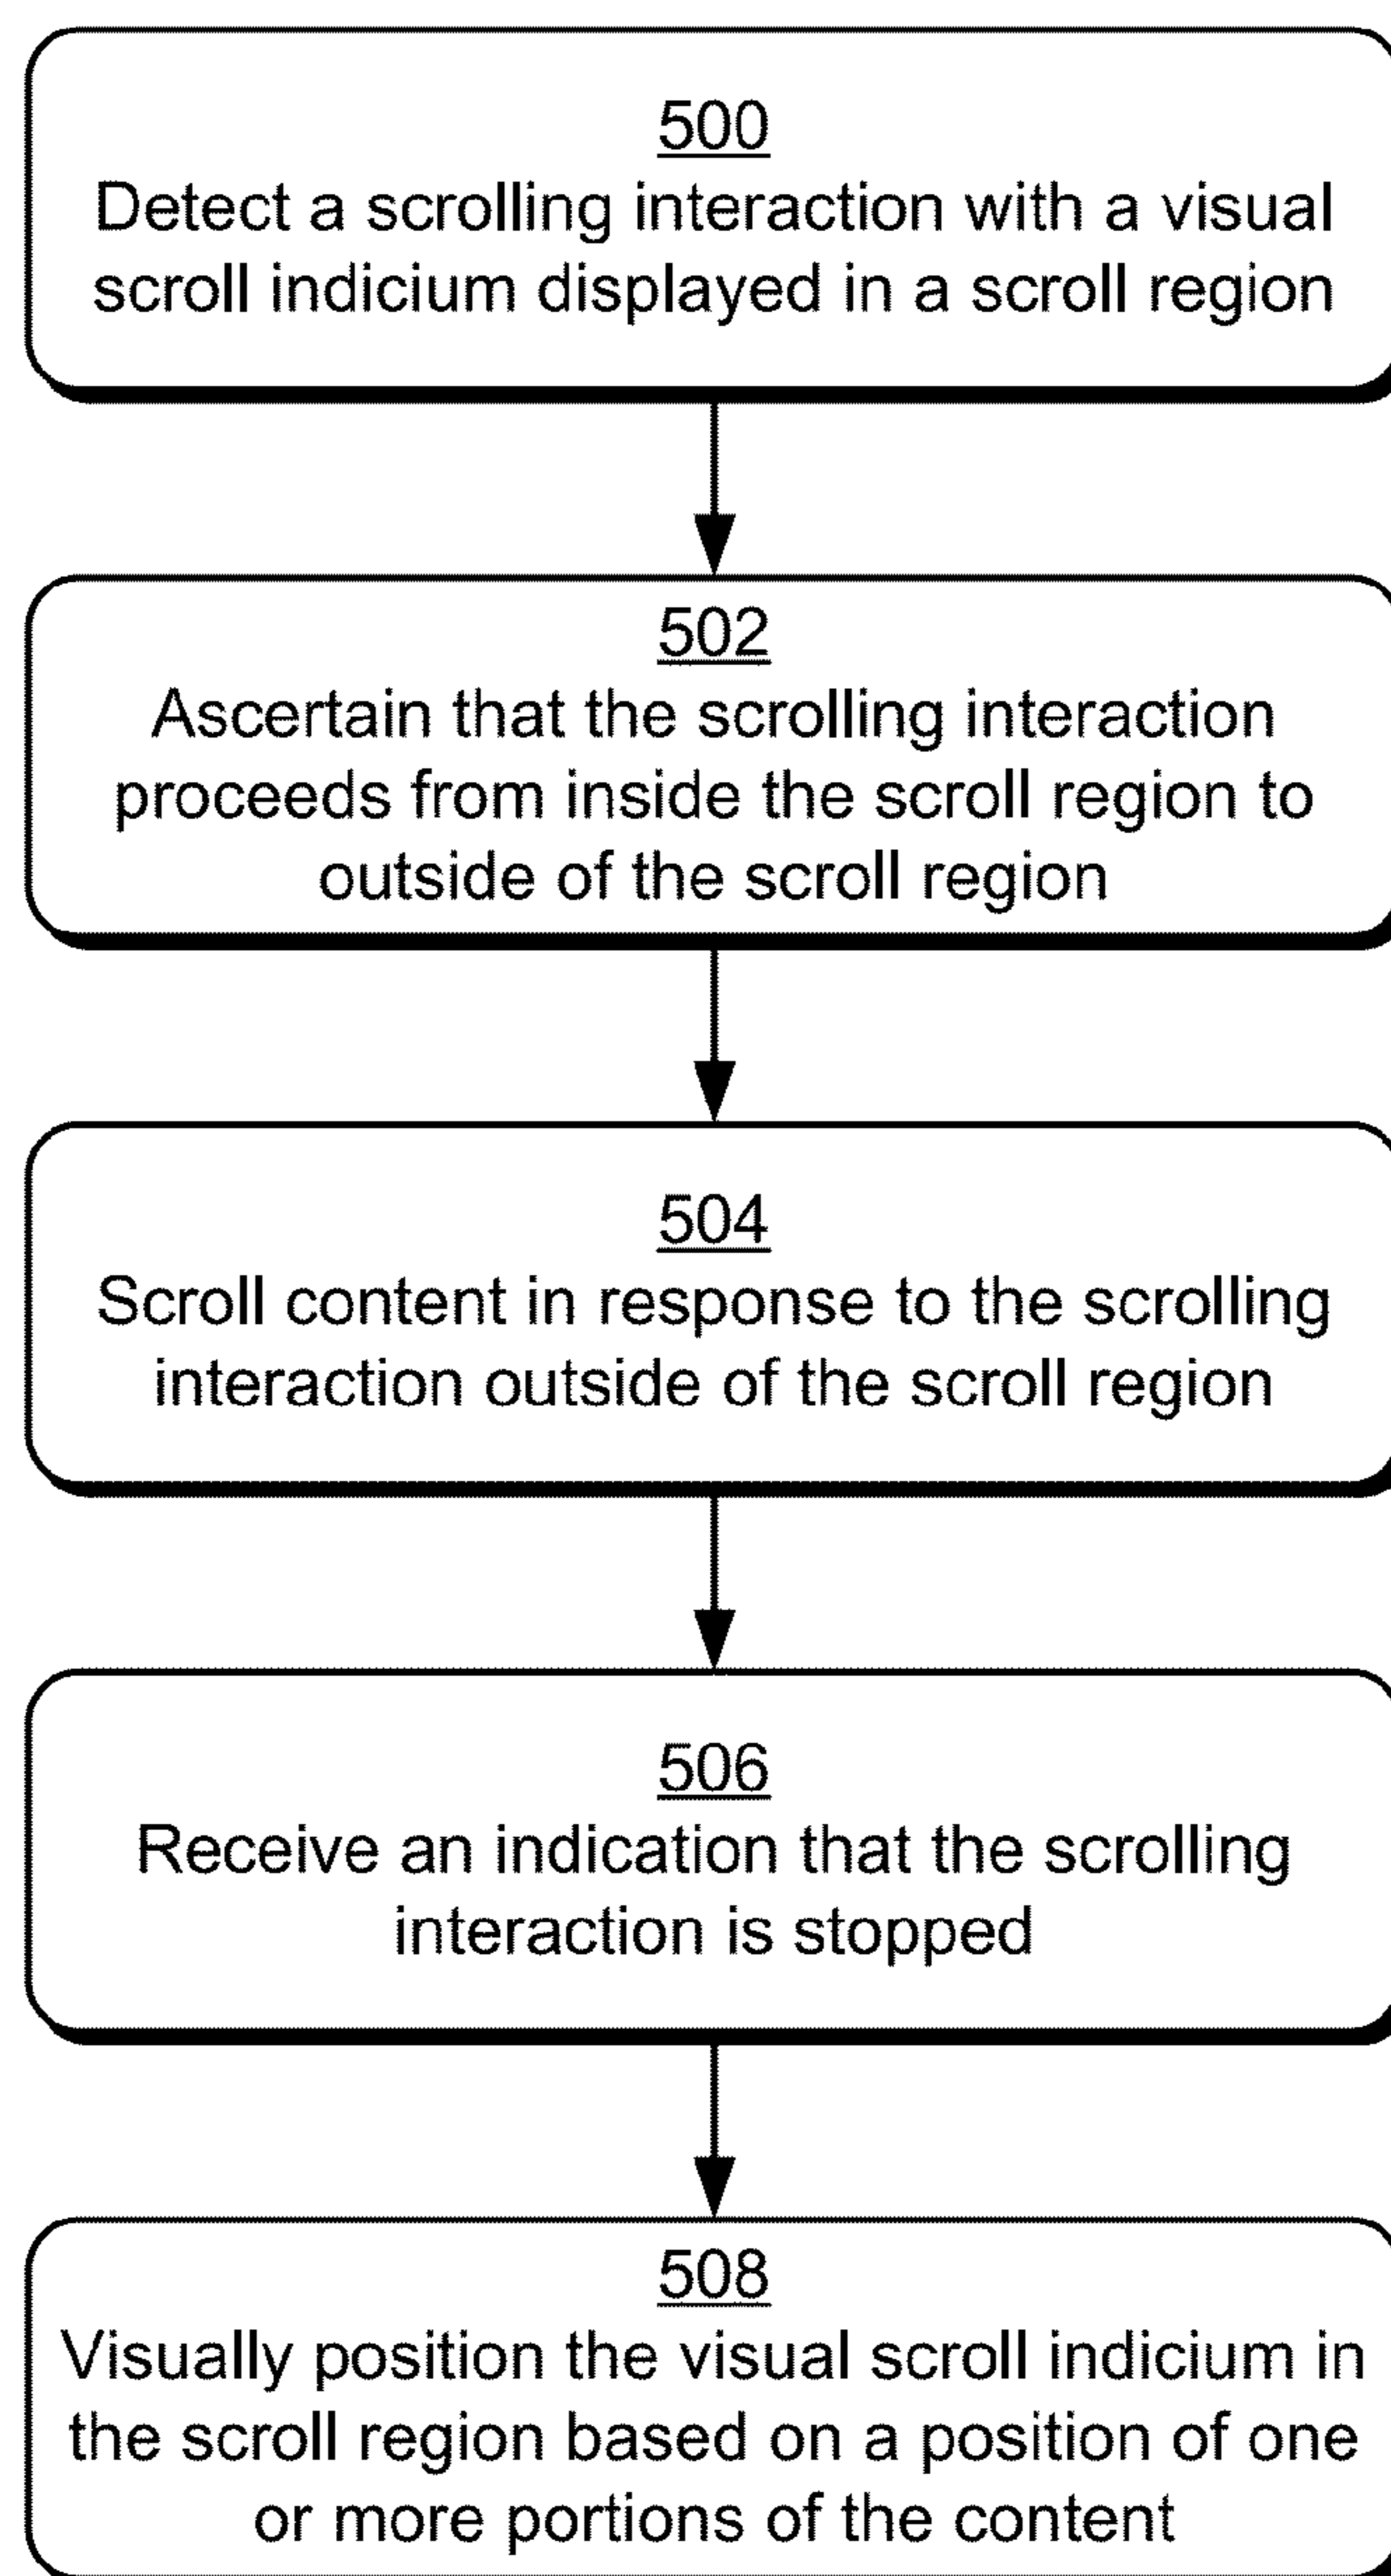 500
Detect a scrolling interaction with a visual
scroll indicium displayed in a scroll region
502
Ascertain that the scrolling interaction
proceeds from inside the scroll region to
outside of the scroll region
504
Scroll content in response to the scrolling
interaction outside of the scroll region
506
Receive an indication that the scrolling
interaction is stopped
508
Visually position the visual scroll indicium in
the scroll region based on a position of one
or more portions of the content